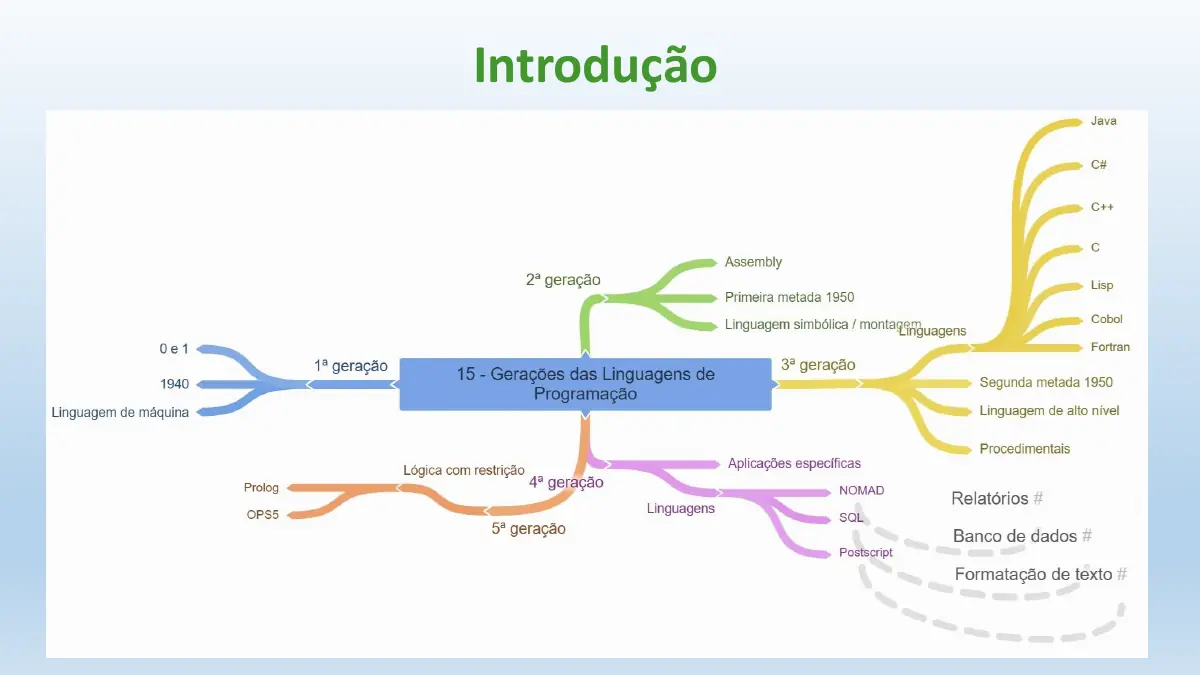 Introdução
15 - Gerações das Linguagens de
Programação
1ª geração
0 e 1
1940
Linguagem de máquina
2ª geração
Assembly
Primeira metada 1950
Linguagem simbólica / montagem
3ª geração
Linguagens
Java
C#
C++
C
Lisp
Cobol
Fortran
Segunda metada 1950
Linguagem de alto nível
Procedimentais
4ª geração
Aplicações específicas
Linguagens
NOMAD
SQL
Postscript
Relatórios #
Banco de dados #
Formatação de texto #
5ª geração
Lógica com restrição
Prolog
OPS5